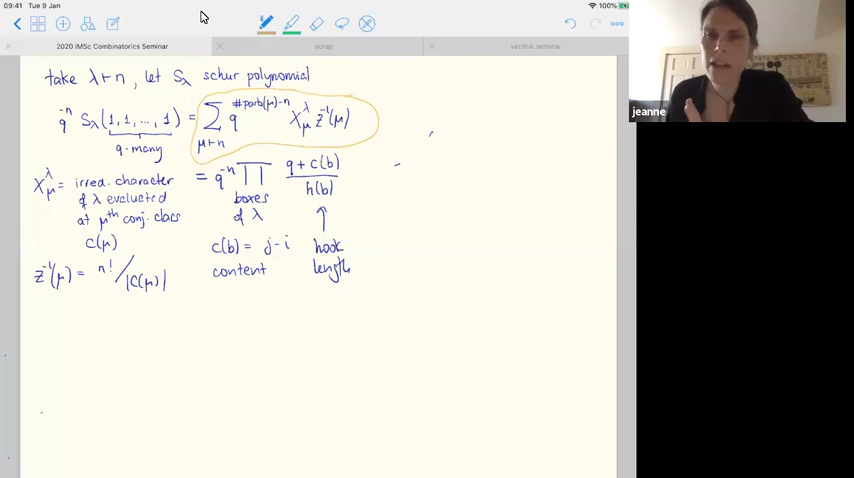 09:41 Tue 9 Jan
100%
2020 IMSc Combinatorics Seminar
scrap
vershik seminar
take λ ⊢ n, let S_λ schur polynomial
q^{-n} S_λ(1, 1, ..., 1) = Σ_{μ⊢n} q^{#parts(μ)-n} χ^λ_μ z^{-1}(μ)
q-many
χ^λ_μ = irred. character
of λ evaluated
at μ^{th} conj. class
C(μ)
z^{-1}(μ) = n! / |C(μ)|
= q^{-n} ∏ (q + c(b)) / h(b)
boxes
of λ
c(b) = j - i
content
hook
length
jeanne